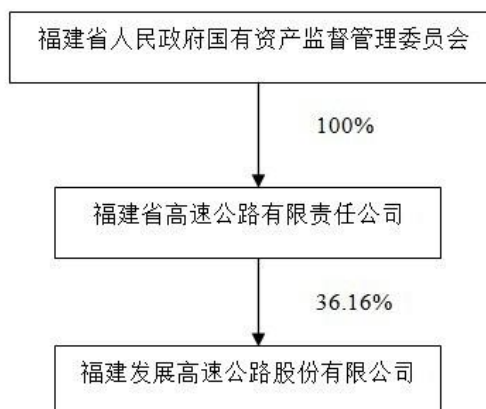 福建省人民政府国有资产监督管理委员会
100%
福建省高速公路有限责任公司
36.16%
福建发展高速公路股份有限公司